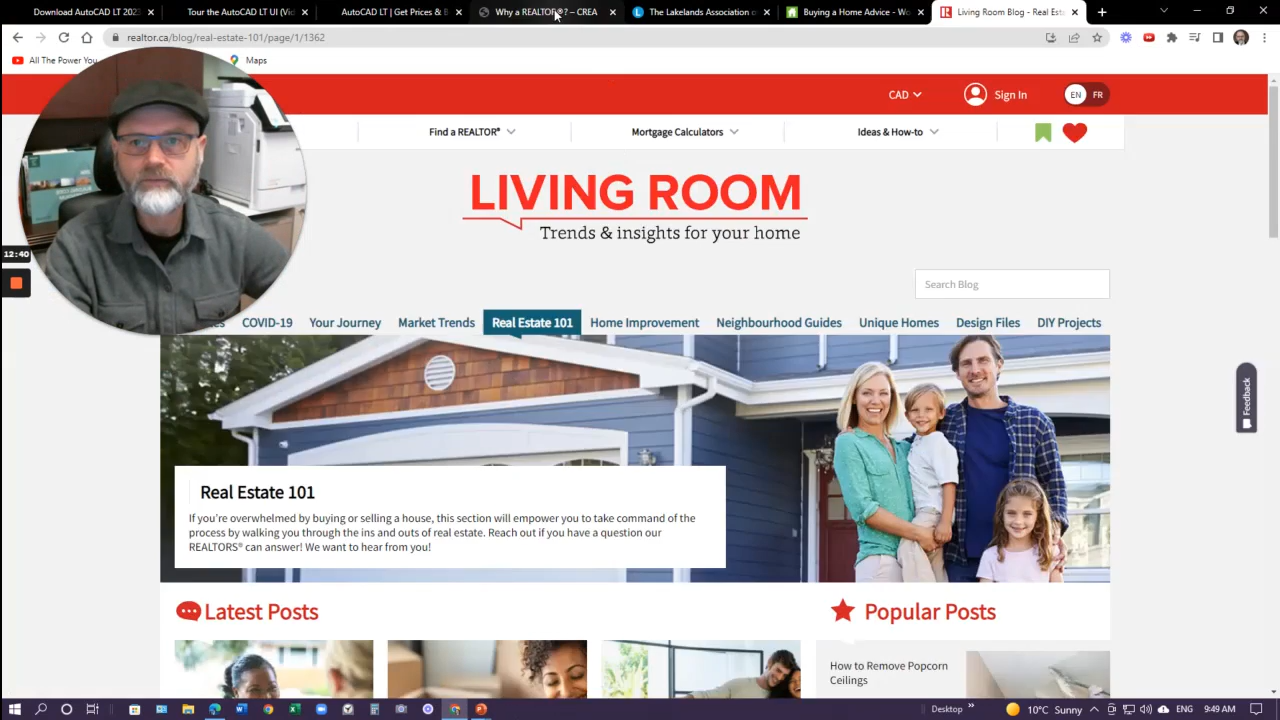 Download AutoCAD LT 2023
Tour the AutoCAD LT UI (Vi
AutoCAD LT | Get Prices & B
Why a REALTOR®? – CREA
The Lakelands Association o
Buying a Home Advice - Wo
Living Room Blog - Real Est
realtor.ca/blog/real-estate-101/page/1/1362
All The Power You
Maps
CAD
Sign In
EN
FR
Find a REALTOR®
Mortgage Calculators
Ideas & How-to
LIVING ROOM
Trends & insights for your home
12:40
Search Blog
COVID-19
Your Journey
Market Trends
Real Estate 101
Home Improvement
Neighbourhood Guides
Unique Homes
Design Files
DIY Projects
Feedback
Real Estate 101
If you're overwhelmed by buying or selling a house, this section will empower you to take command of the
process by walking you through the ins and outs of real estate. Reach out if you have a question our
REALTORS® can answer! We want to hear from you!
Latest Posts
Popular Posts
How to Remove Popcorn
Ceilings
Desktop
10°C Sunny
ENG
9:49 AM